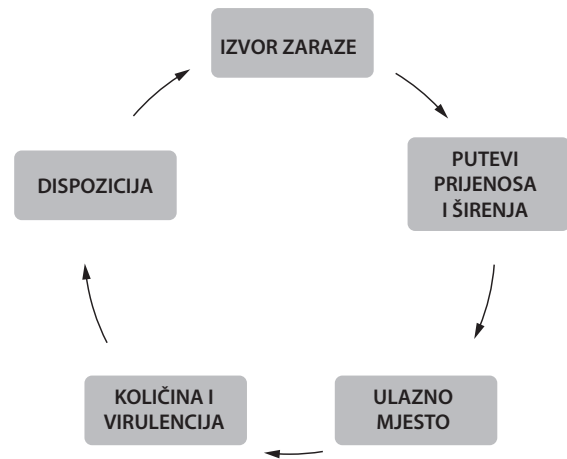 IZVOR ZARAZE
PUTEVI
PRIJENOSA
I ŠIRENJA
ULAZNO
MJESTO
KOLIČINA I
VIRULENCIJA
DISPOZICIJA